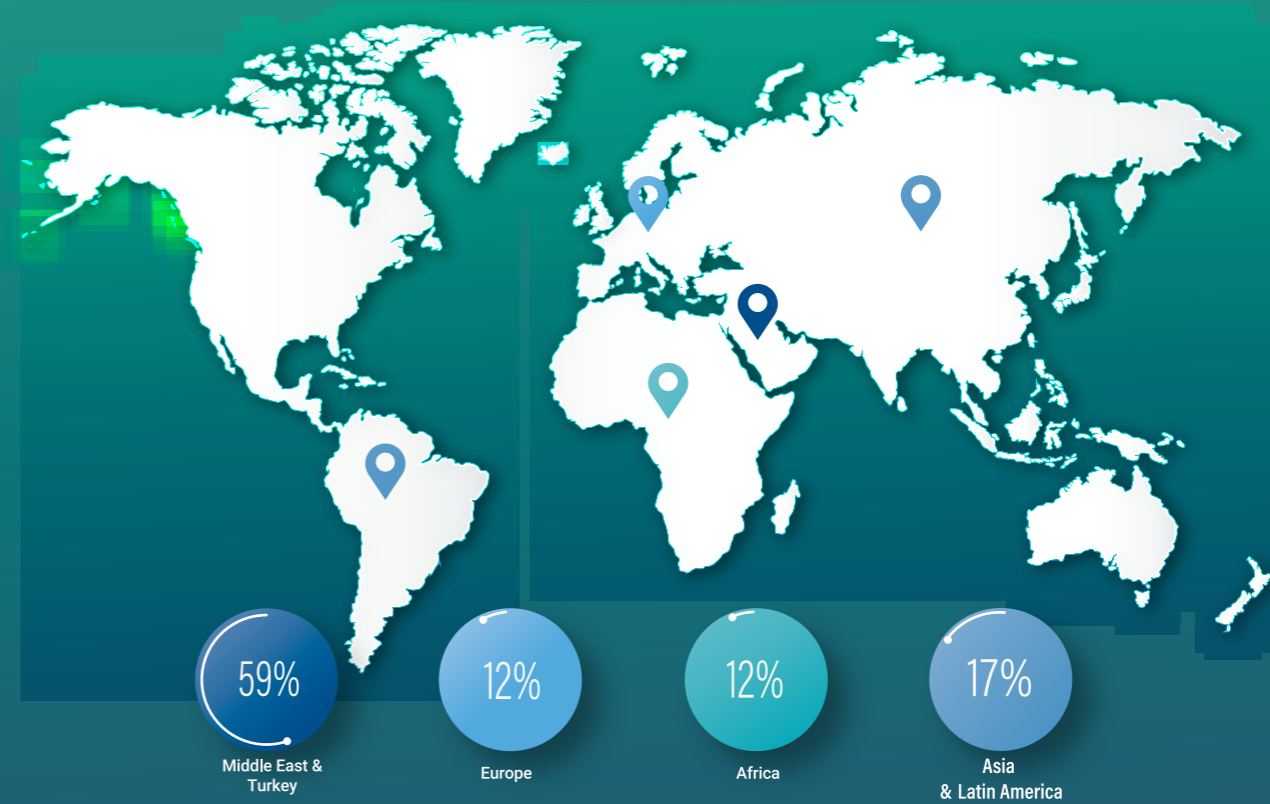 59%
12%
12%
17%
Middle East &
Turkey
Europe
Africa
Asia
& Latin America